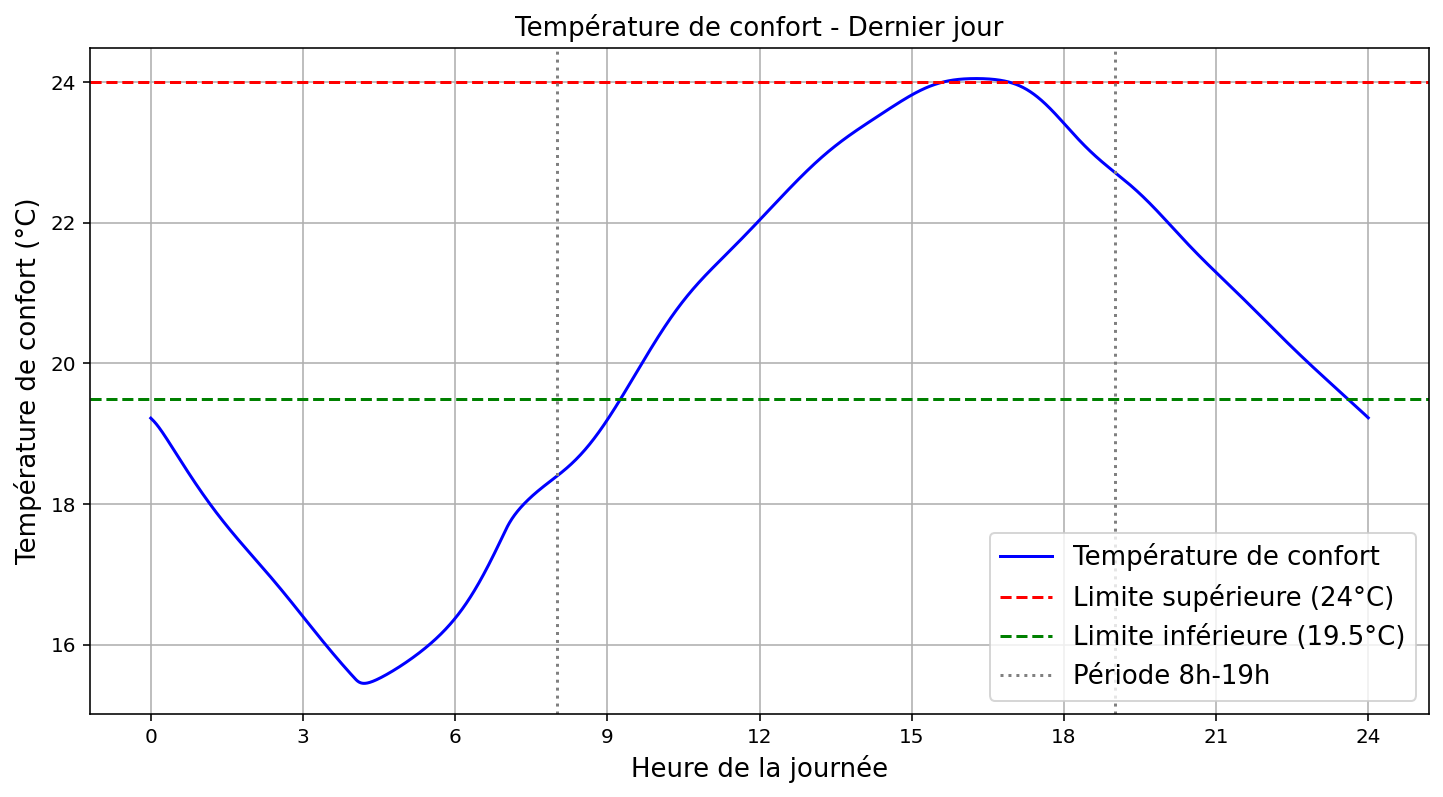 Température de confort - Dernier jour
Température de confort (°C)
24
22
20
18
16
0 3 6 9 12 15 18 21 24
Heure de la journée
Température de confort
Limite supérieure (24°C)
Limite inférieure (19.5°C)
Période 8h-19h